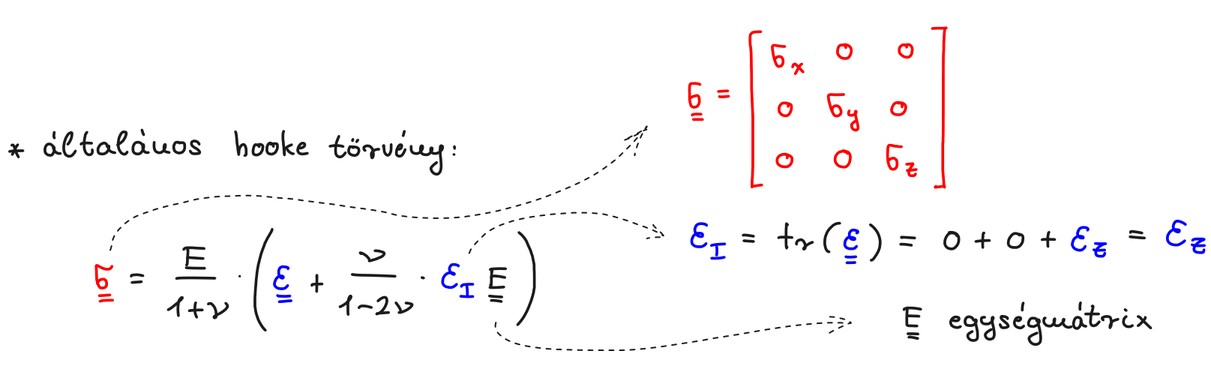 σ = [ σx 0 0
0 σy 0
0 0 σz ]
* általános hooke törvény:
σ = E/(1+ν) · (ε + ν/(1-2ν) · εI E)
εI = tr(ε) = 0 + 0 + εz = εz
E egységmátrix